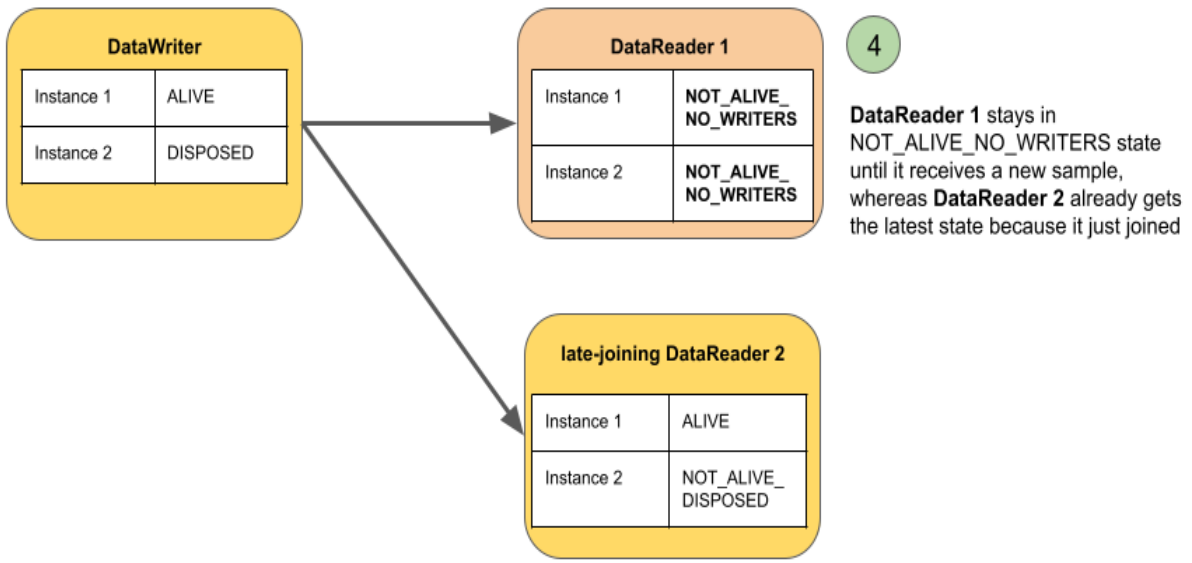 DataWriter
Instance 1 ALIVE
Instance 2 DISPOSED
DataReader 1
Instance 1 NOT_ALIVE_
NO_WRITERS
Instance 2 NOT_ALIVE_
NO_WRITERS
4
DataReader 1 stays in
NOT_ALIVE_NO_WRITERS state
until it receives a new sample,
whereas DataReader 2 already gets
the latest state because it just joined
late-joining DataReader 2
Instance 1 ALIVE
Instance 2 NOT_ALIVE_
DISPOSED